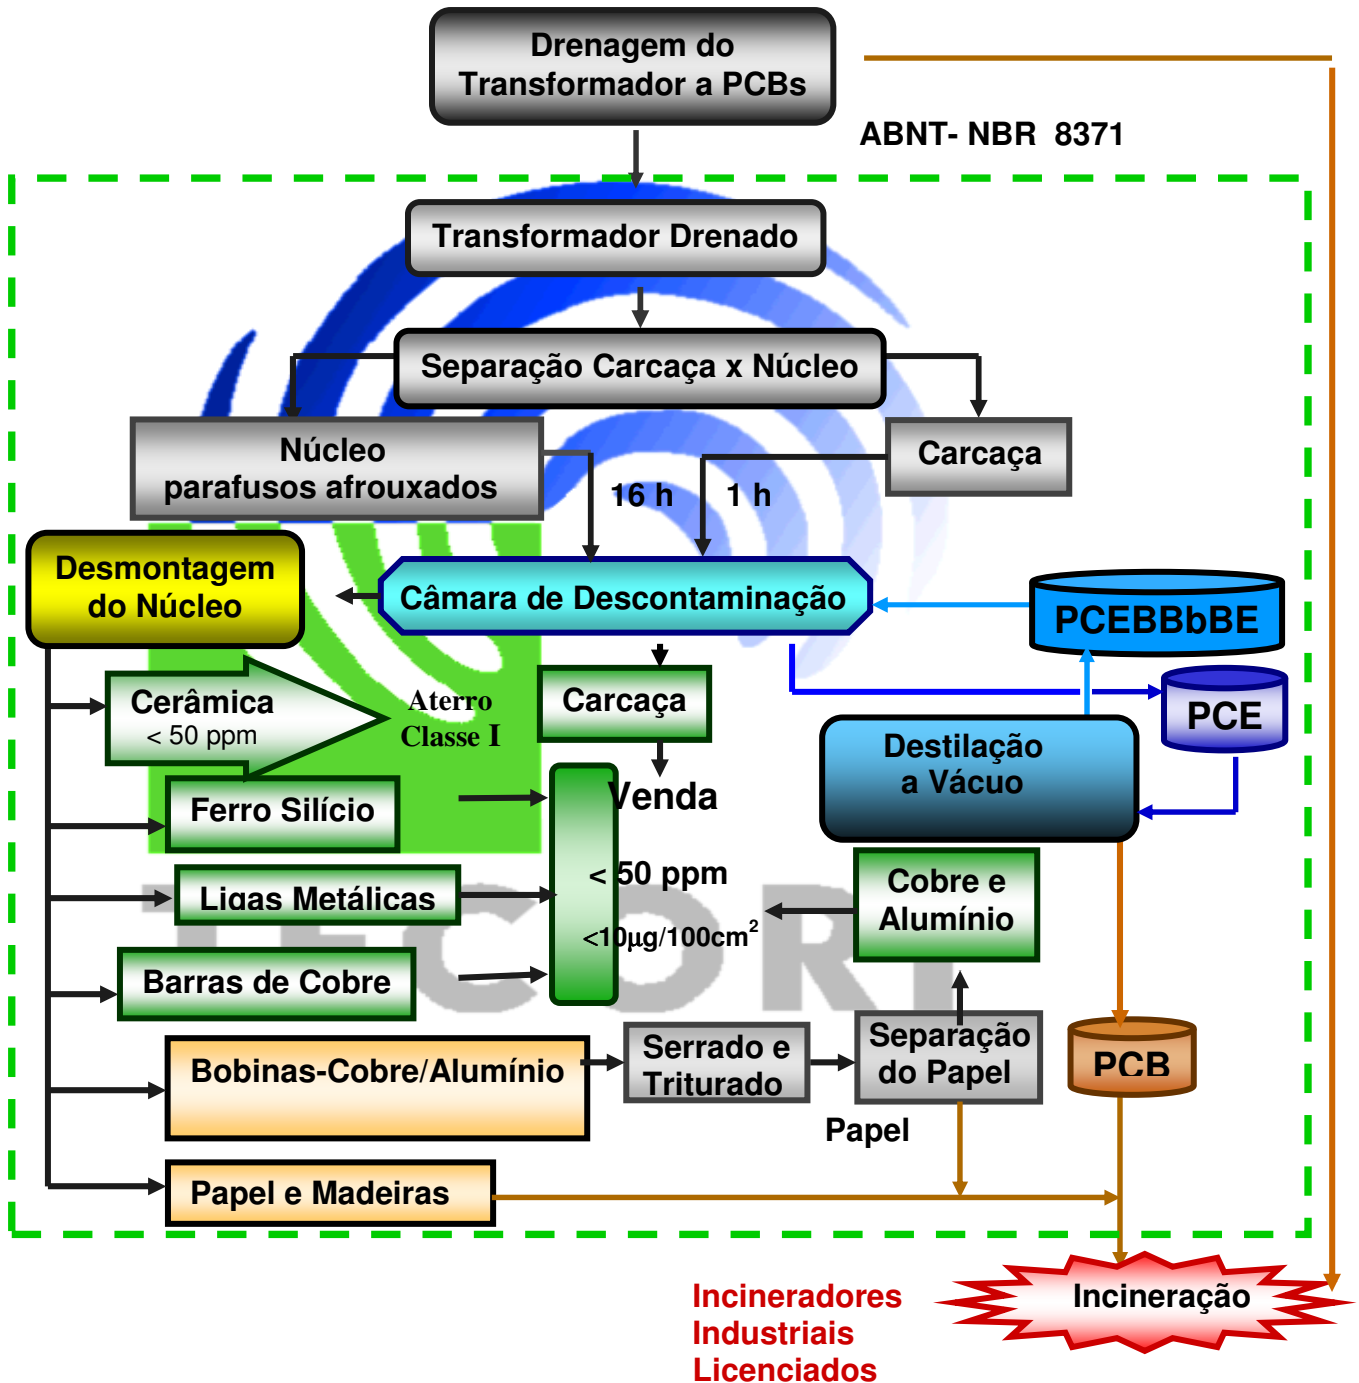 Drenagem do
Transformador a PCBs
ABNT- NBR 8371
Transformador Drenado
Separação Carcaça x Núcleo
Núcleo
parafusos afrouxados
Carcaça
16 h
1 h
Desmontagem
do Núcleo
Câmara de Descontaminação
PCEBBbBE
Cerâmica
< 50 ppm
Aterro
Classe I
Carcaça
PCE
Destilação
a Vácuo
Ferro Silício
Venda
< 50 ppm
<10µg/100cm²
Ligas Metálicas
Cobre e
Alumínio
TECORI
Barras de Cobre
Bobinas-Cobre/Alumínio
Serrado e
Triturado
Separação
do Papel
PCB
Papel
Papel e Madeiras
Incineração
Incineradores
Industriais
Licenciados